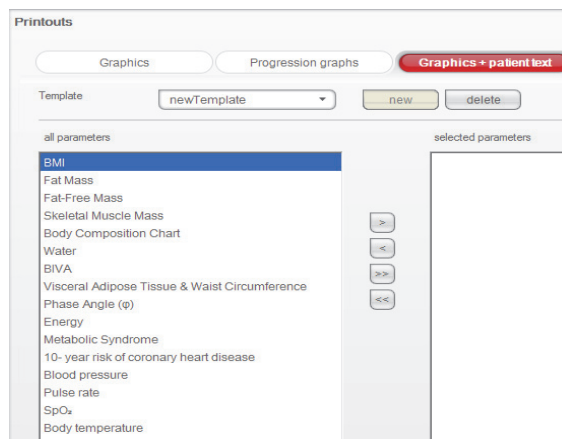 Printouts
Graphics Progression graphs Graphics + patient text
Template newTemplate new delete
all parameters selected parameters
BMI
Fat Mass
Fat-Free Mass
Skeletal Muscle Mass
Body Composition Chart
Water
BIVA
Visceral Adipose Tissue & Waist Circumference
Phase Angle (φ)
Energy
Metabolic Syndrome
10- year risk of coronary heart disease
Blood pressure
Pulse rate
SpO₂
Body temperature
>
<
>>
<<